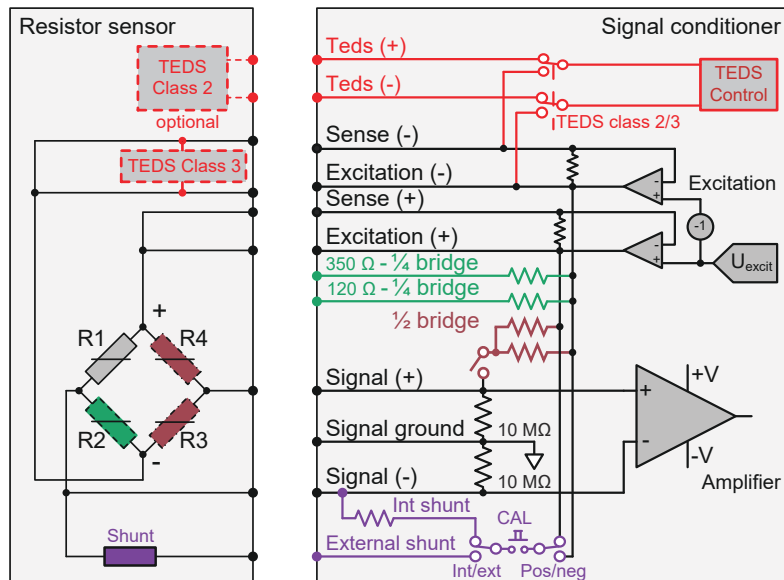 Resistor sensor
Signal conditioner
TEDS
Class 2
optional
TEDS Class 3
Teds (+)
Teds (-)
TEDS
Control
TEDS class 2/3
Sense (-)
Excitation (-)
Sense (+)
Excitation (+)
Excitation
-
+
-1
-
+
Uexcit
350 Ω - ¼ bridge
120 Ω - ¼ bridge
½ bridge
+
R1
R4
R2
R3
-
Signal (+)
Signal ground
Signal (-)
10 MΩ
10 MΩ
+V
+
-
-V
Amplifier
Shunt
Int shunt
External shunt
CAL
Int/ext
Pos/neg